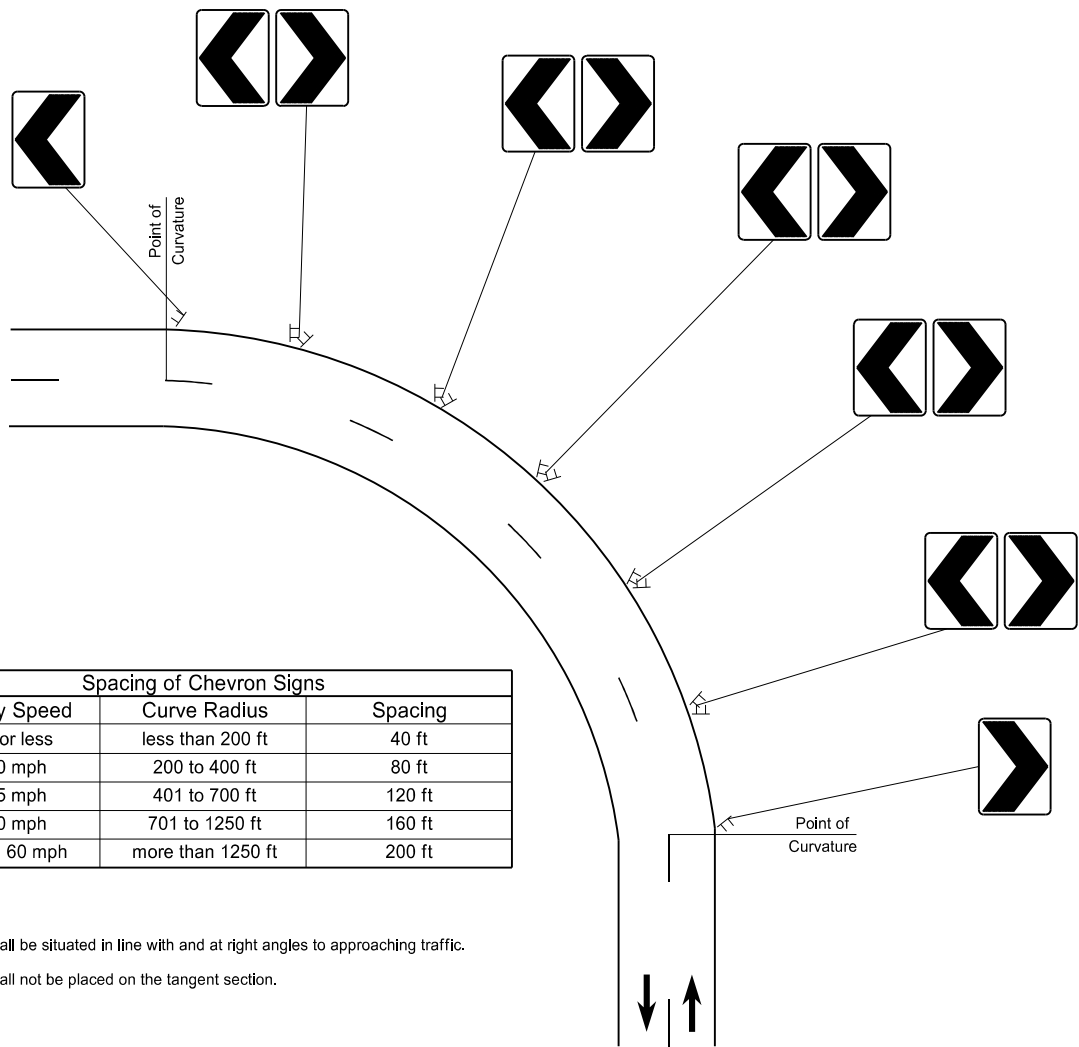 Point of
Curvature
Spacing of Chevron Signs
Speed Curve Radius Spacing
or less less than 200 ft 40 ft
mph 200 to 400 ft 80 ft
mph 401 to 700 ft 120 ft
mph 701 to 1250 ft 160 ft
60 mph more than 1250 ft 200 ft
Point of
Curvature
be situated in line with and at right angles to approaching traffic.
not be placed on the tangent section.